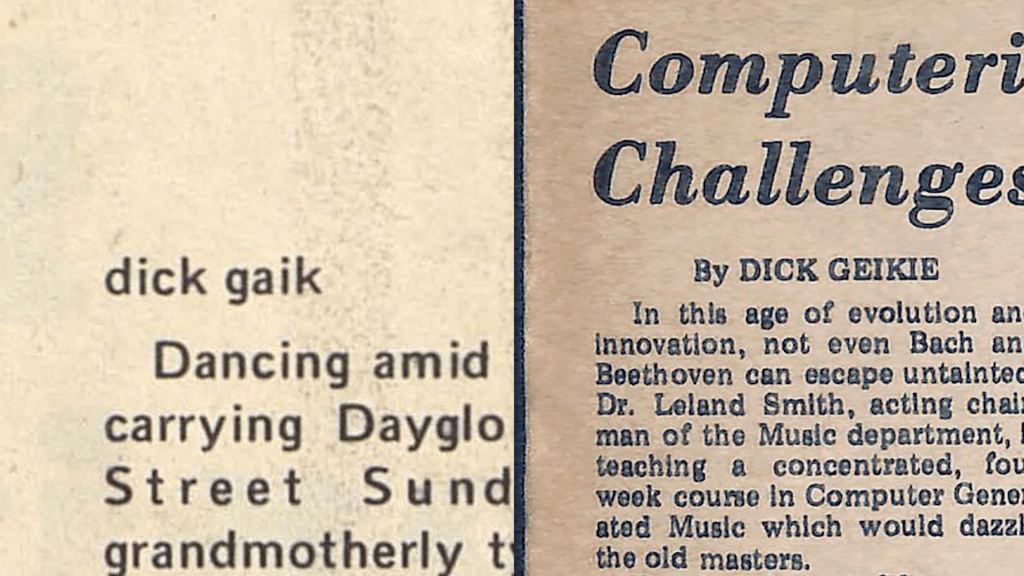 dick gaik
Dancing amid
carrying Dayglo
Street Sund
grandmotherly
Computeri
Challenges
By DICK GEIKIE
In this age of evolution an
innovation, not even Bach an
Beethoven can escape untainted
Dr. Leland Smith, acting chair
man of the Music department,
teaching a concentrated, fou
week course in Computer Gener
ated Music which would dazzl
the old masters.